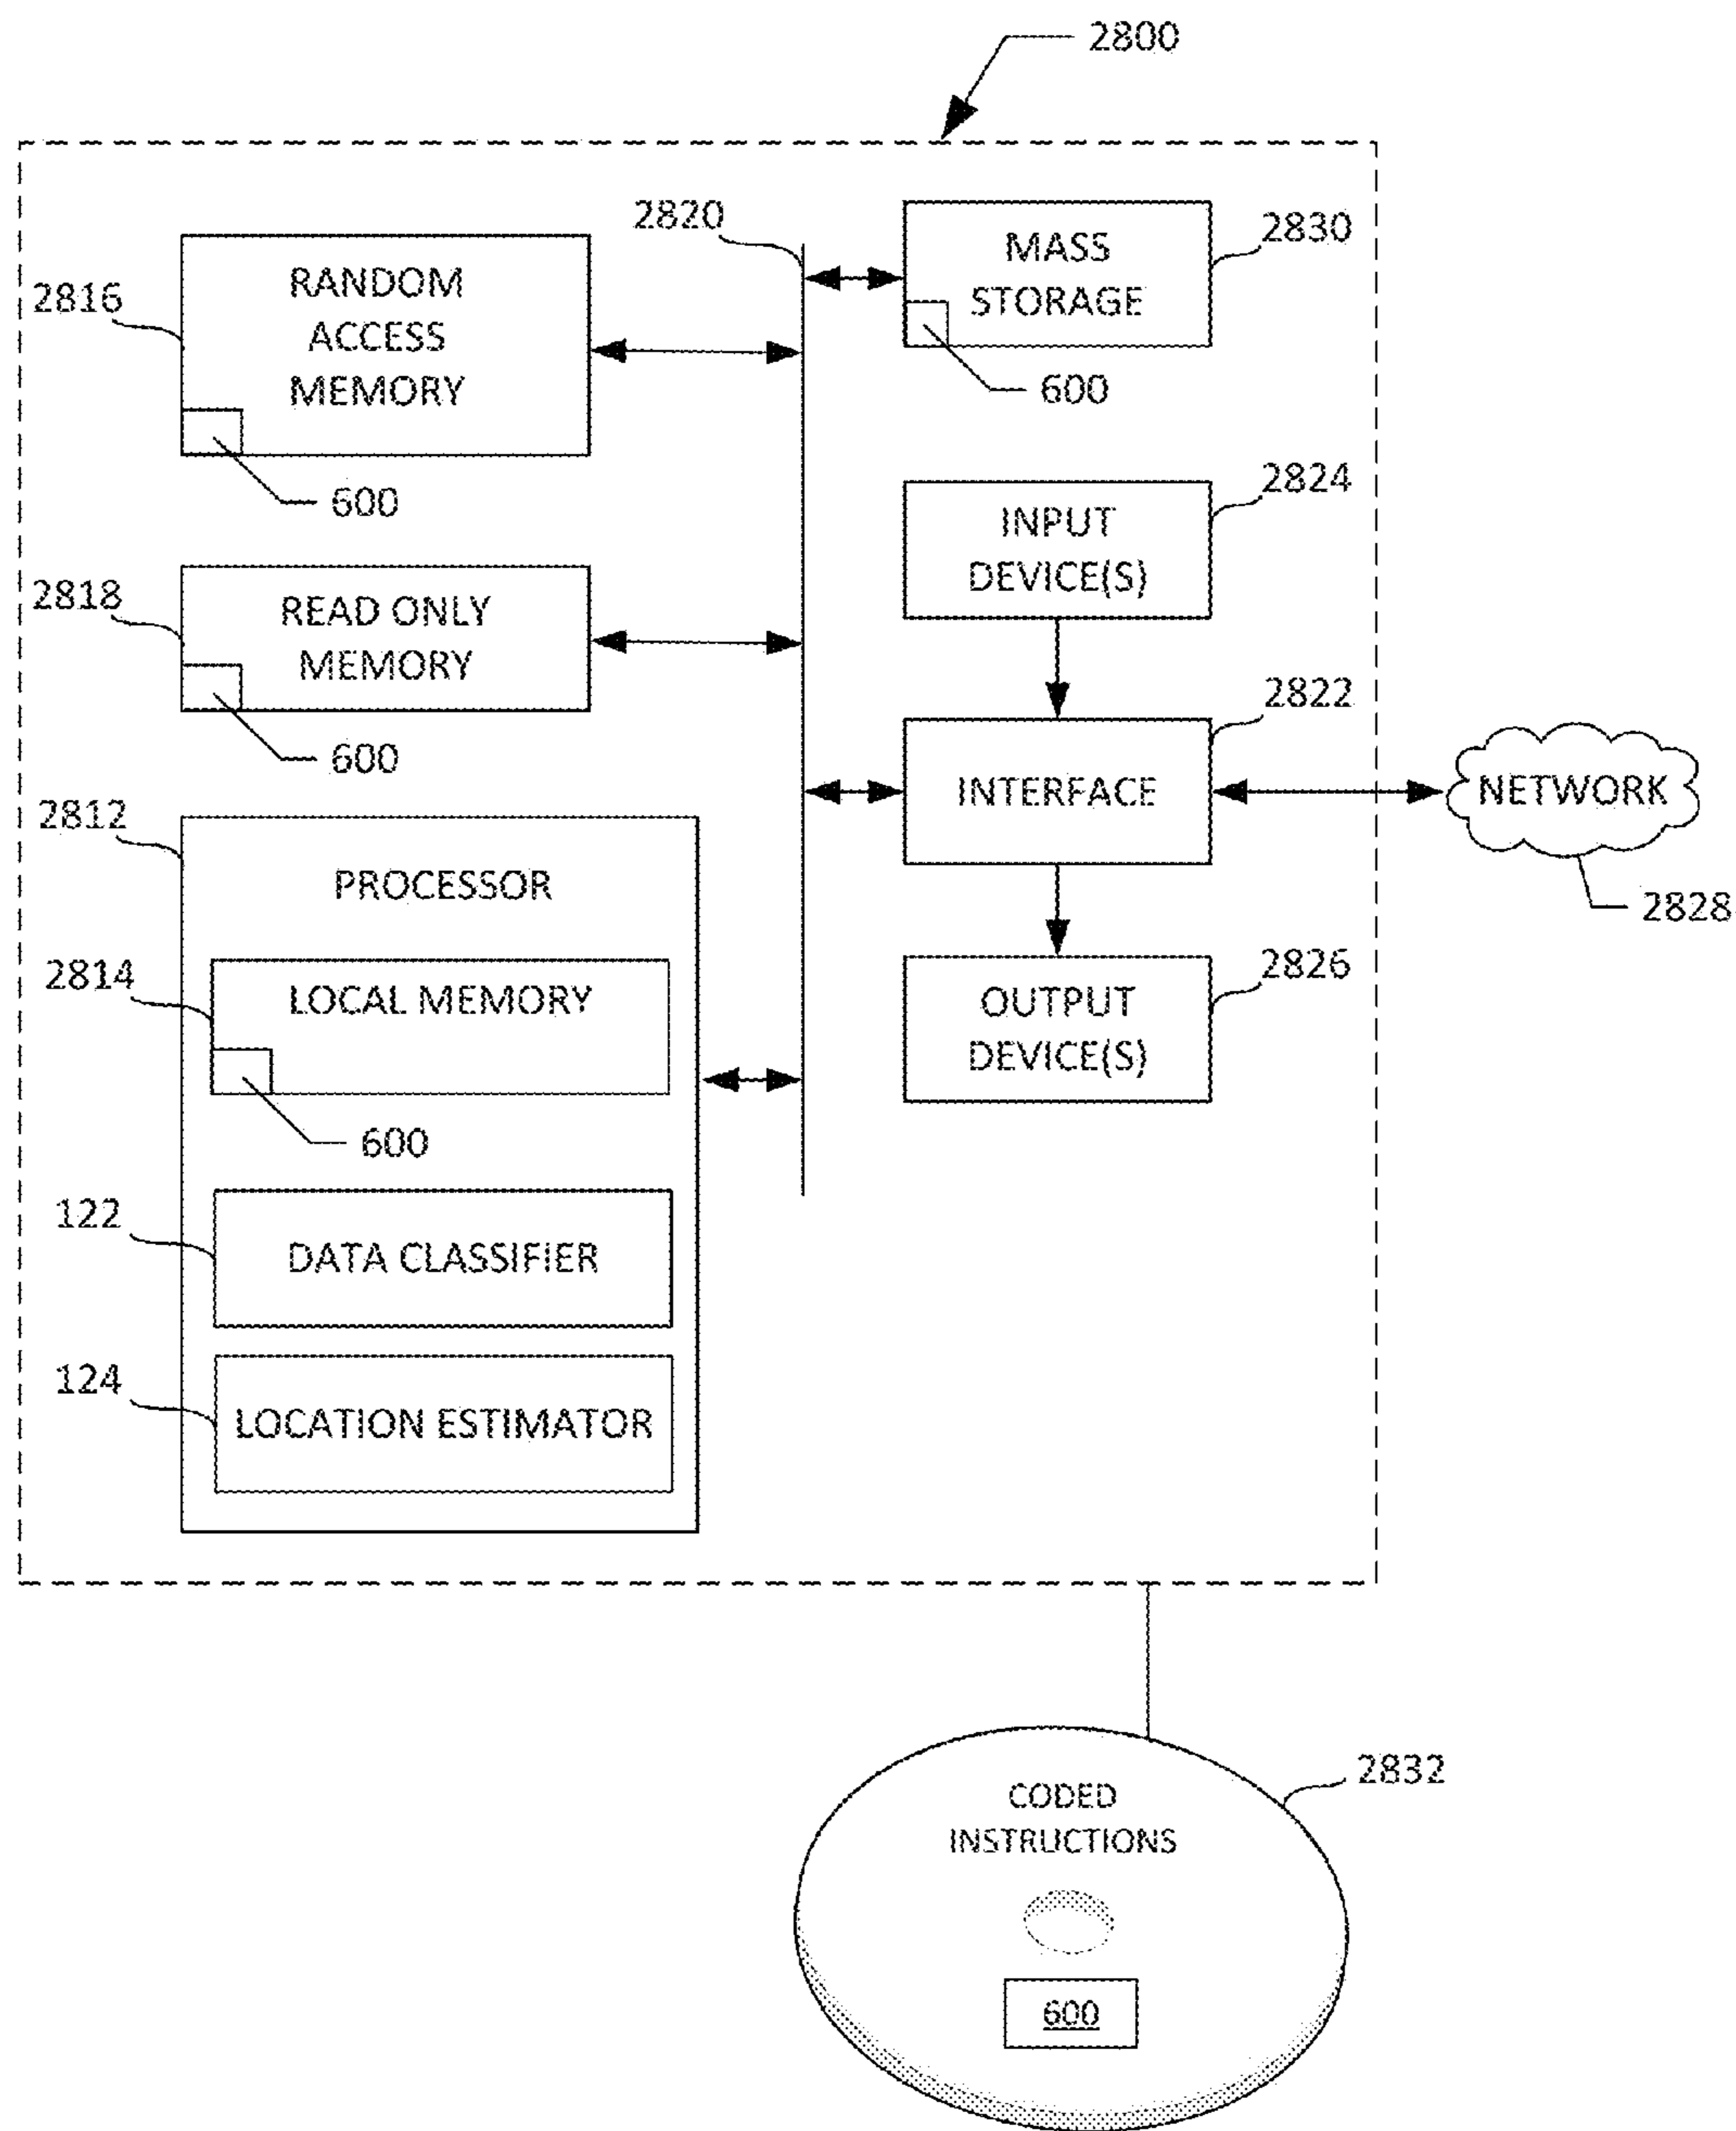 2800
2820
MASS
STORAGE
2830
600
2816
RANDOM
ACCESS
MEMORY
600
2824
INPUT
DEVICE(S)
2818
READ ONLY
MEMORY
600
2822
INTERFACE
NETWORK
2828
2812
PROCESSOR
2814
LOCAL MEMORY
600
2826
OUTPUT
DEVICE(S)
122
DATA CLASSIFIER
124
LOCATION ESTIMATOR
2832
CODED
INSTRUCTIONS
600